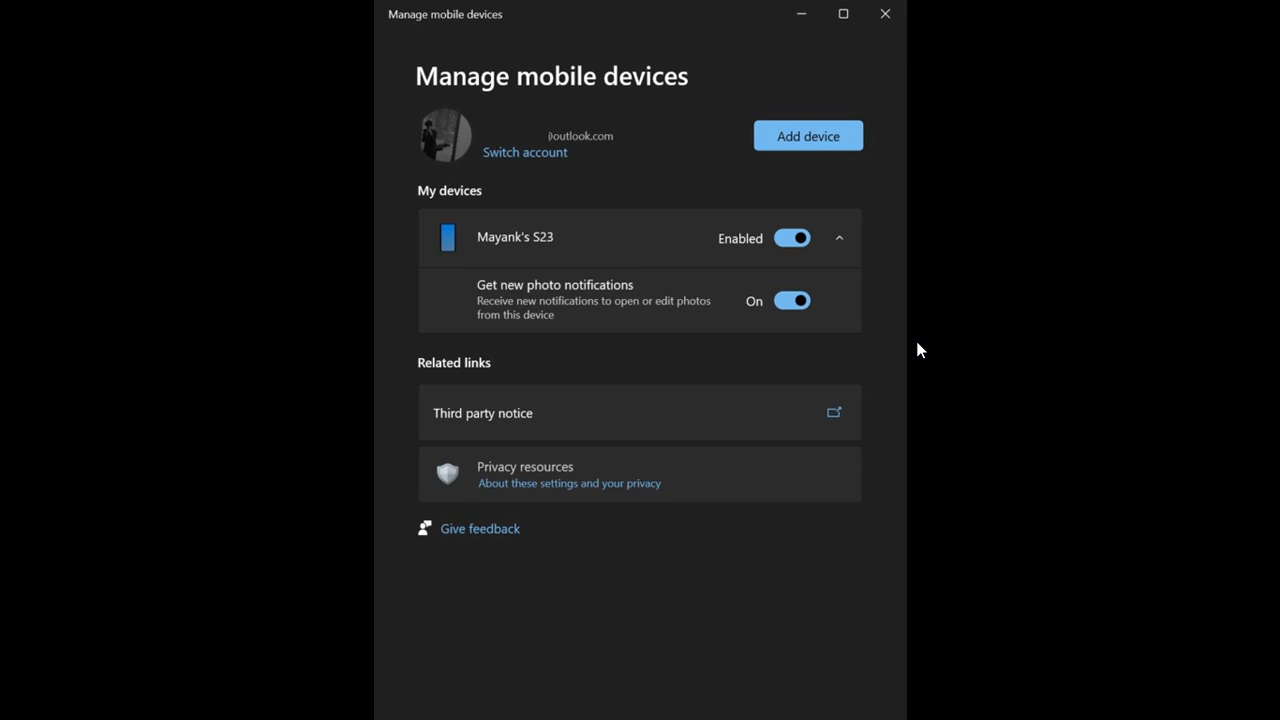 Manage mobile devices
Manage mobile devices
@outlook.com
Switch account
Add device
My devices
Mayank's S23
Enabled
Get new photo notifications
Receive new notifications to open or edit photos
from this device
On
Related links
Third party notice
Privacy resources
About these settings and your privacy
Give feedback